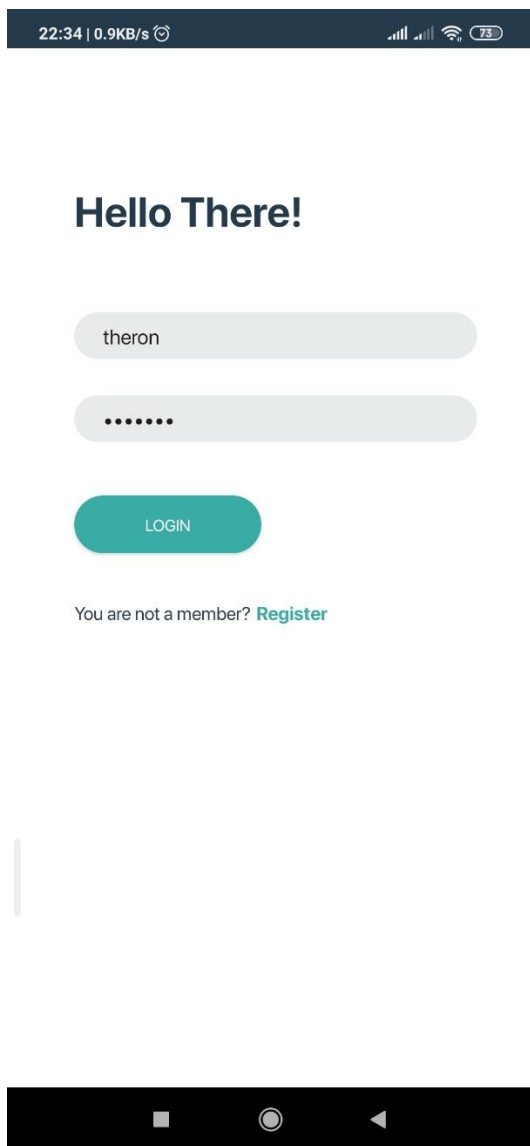 22:34 | 0.9KB/s 73
Hello There!
theron
•••••••
LOGIN
You are not a member? Register